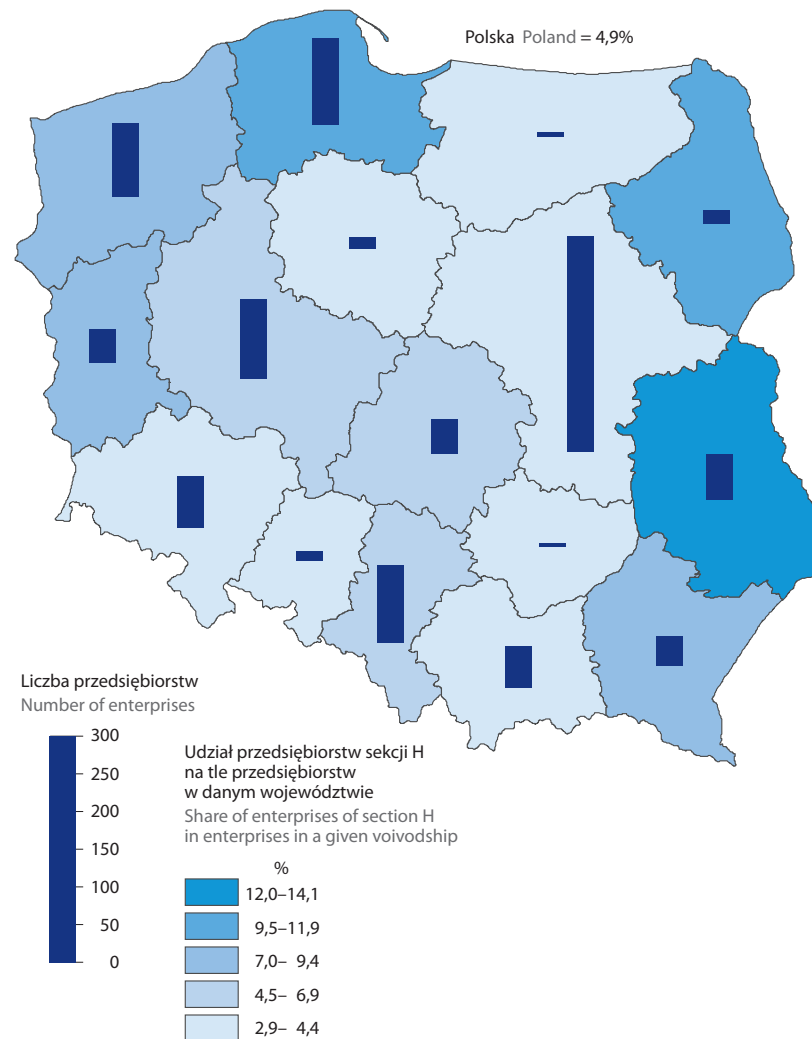 Polska Poland = 4,9%
Liczba przedsiębiorstw
Number of enterprises
300
250
200
150
100
50
0
Udział przedsiębiorstw sekcji H
na tle przedsiębiorstw
w danym województwie
Share of enterprises of section H
in enterprises in a given voivodship
%
12,0–14,1
9,5–11,9
7,0– 9,4
4,5– 6,9
2,9– 4,4